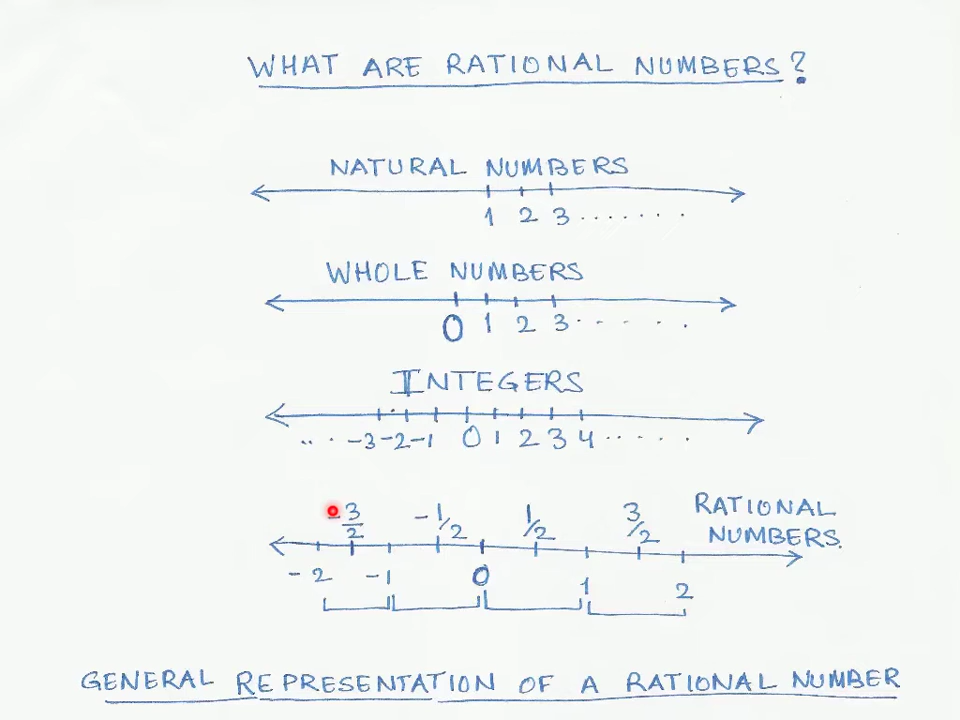 WHAT ARE RATIONAL NUMBERS?
NATURAL NUMBERS
1 2 3 . . . . . . .
WHOLE NUMBERS
0 1 2 3 . . . . . .
INTEGERS
.. . -3 -2 -1 0 1 2 3 4 . . . . . .
-3/2 -1/2 1/2 3/2 RATIONAL
NUMBERS.
-2 -1 0 1 2
GENERAL REPRESENTATION OF A RATIONAL NUMBER